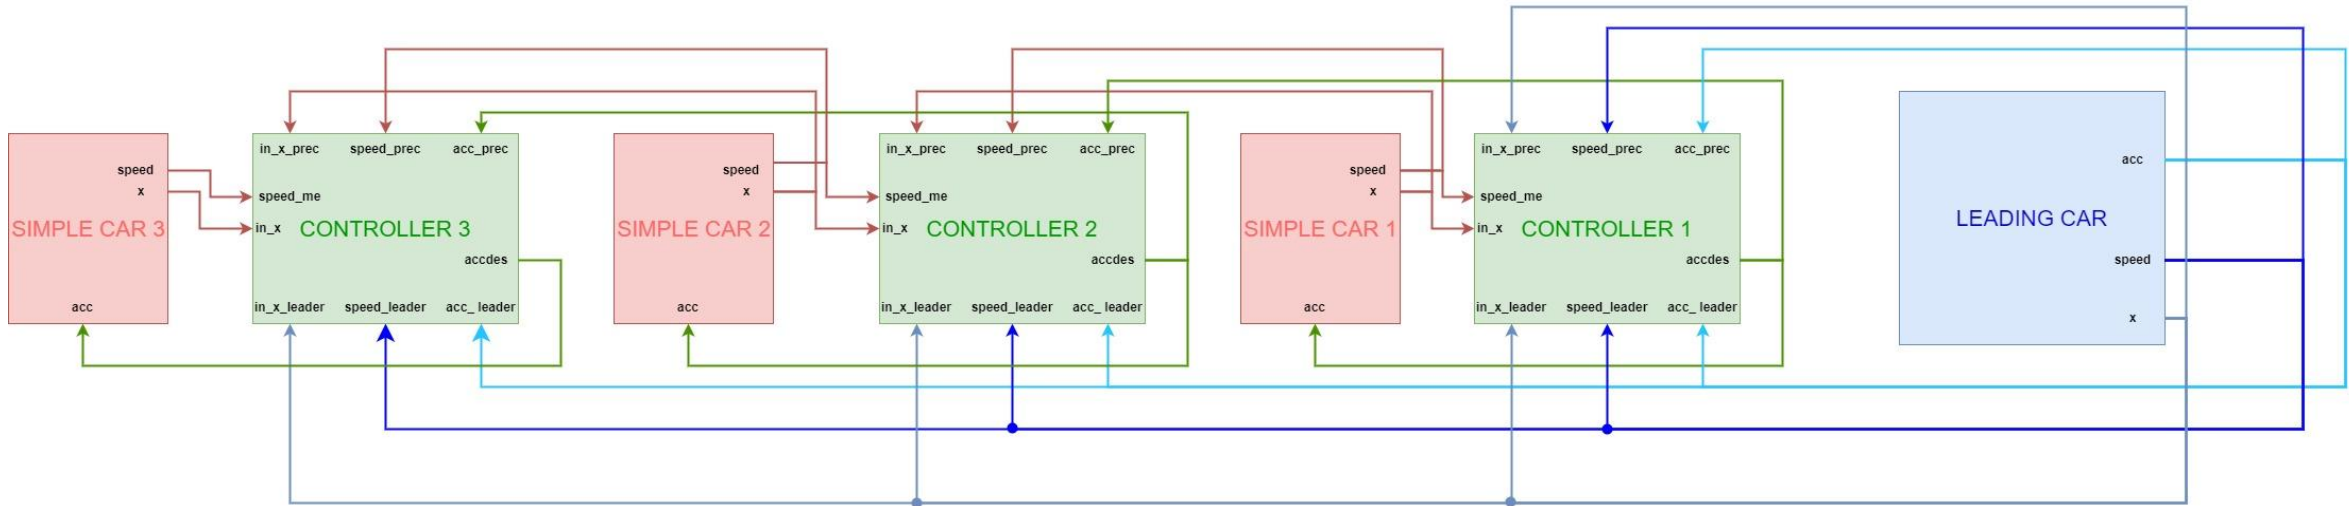 speed
x
SIMPLE CAR 3
acc
in_x_prec speed_prec acc_prec
speed_me
in_x CONTROLLER 3
accdes
in_x_leader speed_leader acc_ leader
speed
x
SIMPLE CAR 2
acc
in_x_prec speed_prec acc_prec
speed_me
in_x CONTROLLER 2
accdes
in_x_leader speed_leader acc_ leader
speed
x
SIMPLE CAR 1
acc
in_x_prec speed_prec acc_prec
speed_me
in_x CONTROLLER 1
accdes
in_x_leader speed_leader acc_ leader
acc
LEADING CAR
speed
x